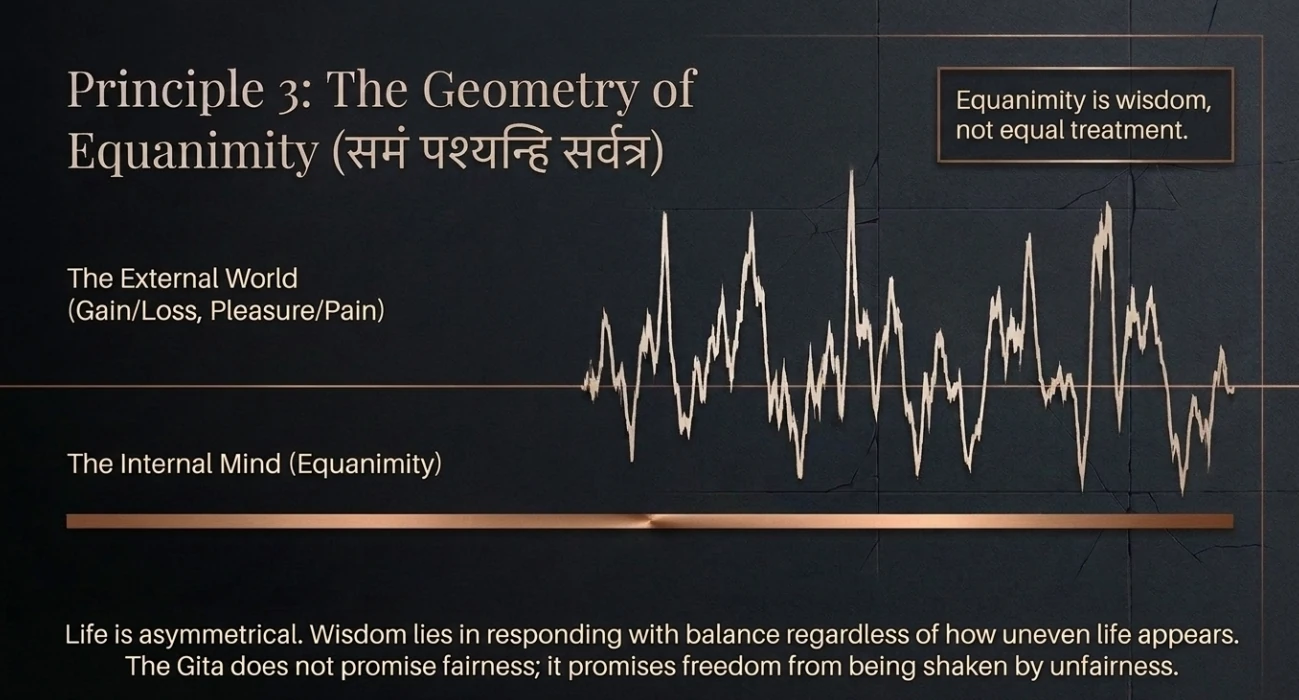 Principle 3: The Geometry of
Equanimity (समं पश्यन्हि सर्वत्र)
Equanimity is wisdom,
not equal treatment.
The External World
(Gain/Loss, Pleasure/Pain)
The Internal Mind (Equanimity)
Life is asymmetrical. Wisdom lies in responding with balance regardless of how uneven life appears.
The Gita does not promise fairness; it promises freedom from being shaken by unfairness.